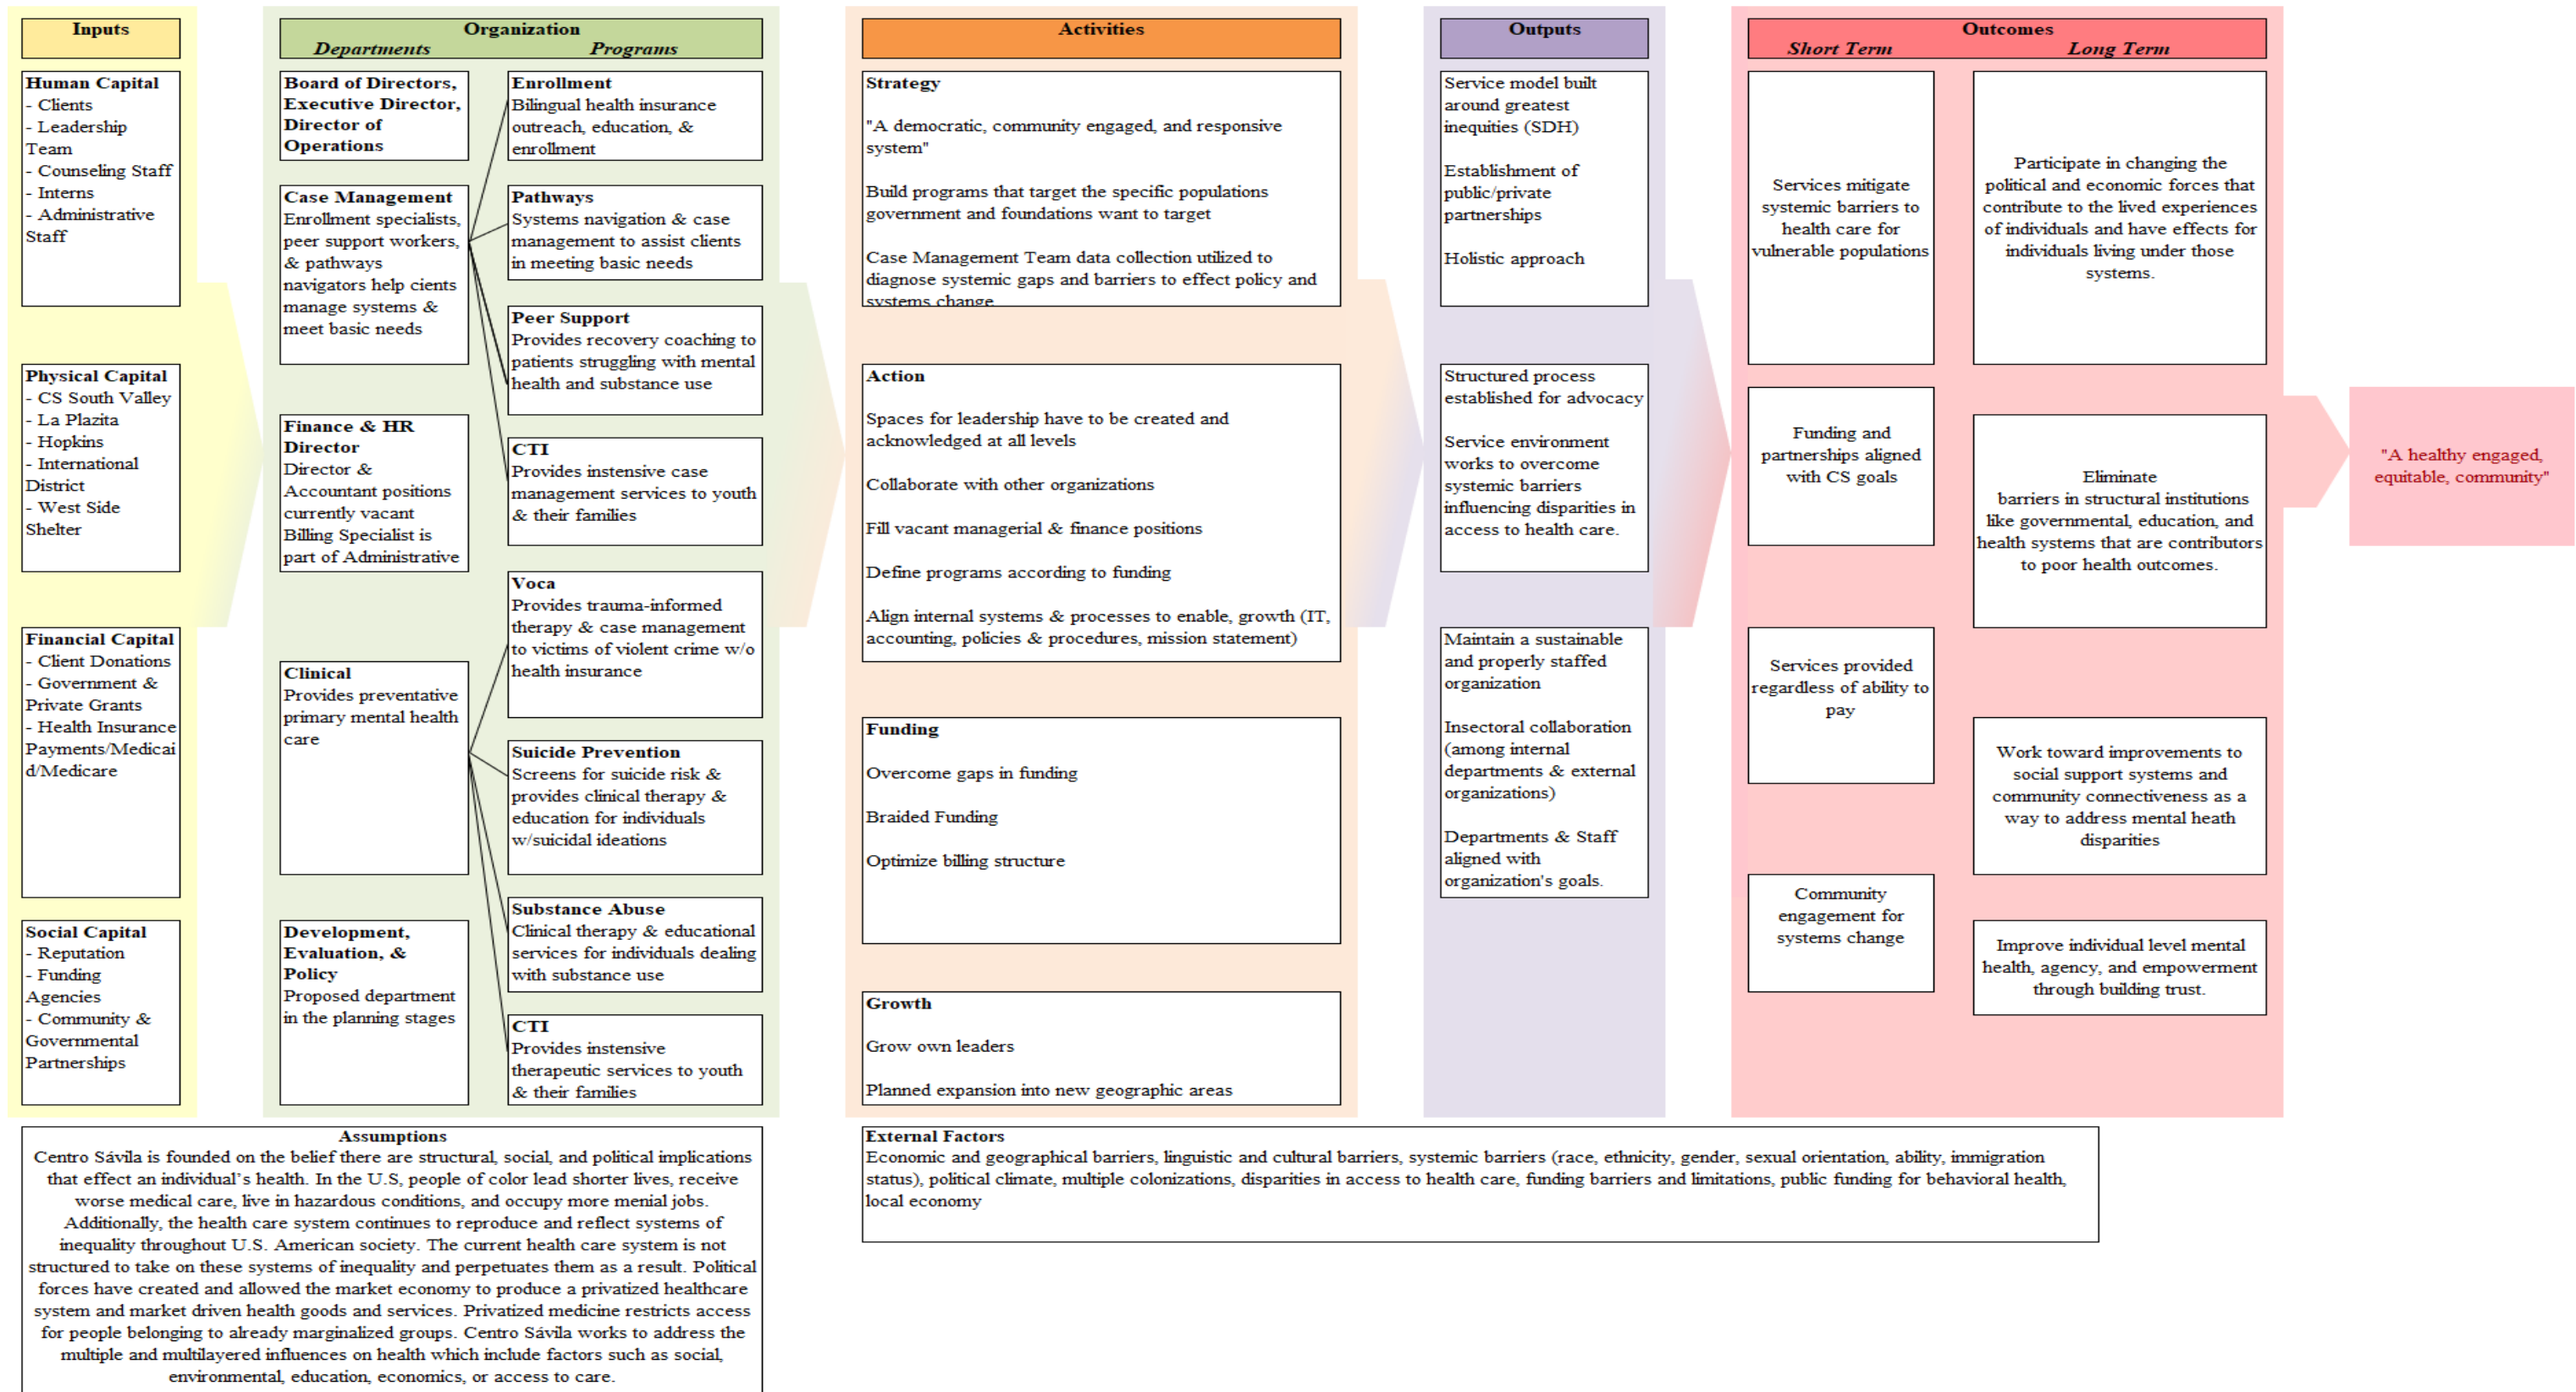 Inputs
Human Capital
- Clients
- Leadership
Team
- Counseling Staff
- Interns
- Administrative
Staff
Physical Capital
- CS South Valley
- La Plazita
- Hopkins
- International
District
- West Side
Shelter
Financial Capital
- Client Donations
- Government &
Private Grants
- Health Insurance
Payments/Medicai
d/Medicare
Social Capital
- Reputation
- Funding
Agencies
- Community &
Governmental
Partnerships
Organization
Departments Programs
Board of Directors,
Executive Director,
Director of
Operations
Case Management
Enrollment specialists,
peer support workers,
& pathways
navigators help cients
manage systems &
meet basic needs
Finance & HR
Director
Director &
Accountant positions
currently vacant
Billing Specialist is
part of Administrative
Clinical
Provides preventative
primary mental health
care
Development,
Evaluation, &
Policy
Proposed department
in the planning stages
Enrollment
Bilingual health insurance
outreach, education, &
enrollment
Pathways
Systems navigation & case
management to assist clients
in meeting basic needs
Peer Support
Provides recovery coaching to
patients struggling with mental
health and substance use
CTI
Provides instensive case
management services to youth
& their families
Voca
Provides trauma-informed
therapy & case management
to victims of violent crime w/o
health insurance
Suicide Prevention
Screens for suicide risk &
provides clinical therapy &
education for individuals
w/suicidal ideations
Substance Abuse
Clinical therapy & educational
services for individuals dealing
with substance use
CTI
Provides instensive
therapeutic services to youth
& their families
Activities
Strategy
"A democratic, community engaged, and responsive
system"
Build programs that target the specific populations
government and foundations want to target
Case Management Team data collection utilized to
diagnose systemic gaps and barriers to effect policy and
systems change
Action
Spaces for leadership have to be created and
acknowledged at all levels
Collaborate with other organizations
Fill vacant managerial & finance positions
Define programs according to funding
Align internal systems & processes to enable, growth (IT,
accounting, policies & procedures, mission statement)
Funding
Overcome gaps in funding
Braided Funding
Optimize billing structure
Growth
Grow own leaders
Planned expansion into new geographic areas
Outputs
Service model built
around greatest
inequities (SDH)
Establishment of
public/private
partnerships
Holistic approach
Structured process
established for advocacy
Service environment
works to overcome
systemic barriers
influencing disparities in
access to health care.
Maintain a sustainable
and properly staffed
organization
Insectoral collaboration
(among internal
departments & external
organizations)
Departments & Staff
aligned with
organization's goals.
Outcomes
Short Term Long Term
Services mitigate
systemic barriers to
health care for
vulnerable populations
Funding and
partnerships aligned
with CS goals
Services provided
regardless of ability to
pay
Community
engagement for
systems change
Participate in changing the
political and economic forces that
contribute to the lived experiences
of individuals and have effects for
individuals living under those
systems.
Eliminate
barriers in structural institutions
like governmental, education, and
health systems that are contributors
to poor health outcomes.
Work toward improvements to
social support systems and
community connectiveness as a
way to address mental heath
disparities
Improve individual level mental
health, agency, and empowerment
through building trust.
"A healthy engaged,
equitable, community"
Assumptions
Centro Sávila is founded on the belief there are structural, social, and political implications
that effect an individual's health. In the U.S, people of color lead shorter lives, receive
worse medical care, live in hazardous conditions, and occupy more menial jobs.
Additionally, the health care system continues to reproduce and reflect systems of
inequality throughout U.S. American society. The current health care system is not
structured to take on these systems of inequality and perpetuates them as a result. Political
forces have created and allowed the market economy to produce a privatized healthcare
system and market driven health goods and services. Privatized medicine restricts access
for people belonging to already marginalized groups. Centro Sávila works to address the
multiple and multilayered influences on health which include factors such as social,
environmental, education, economics, or access to care.
External Factors
Economic and geographical barriers, linguistic and cultural barriers, systemic barriers (race, ethnicity, gender, sexual orientation, ability, immigration
status), political climate, multiple colonizations, disparities in access to health care, funding barriers and limitations, public funding for behavioral health,
local economy